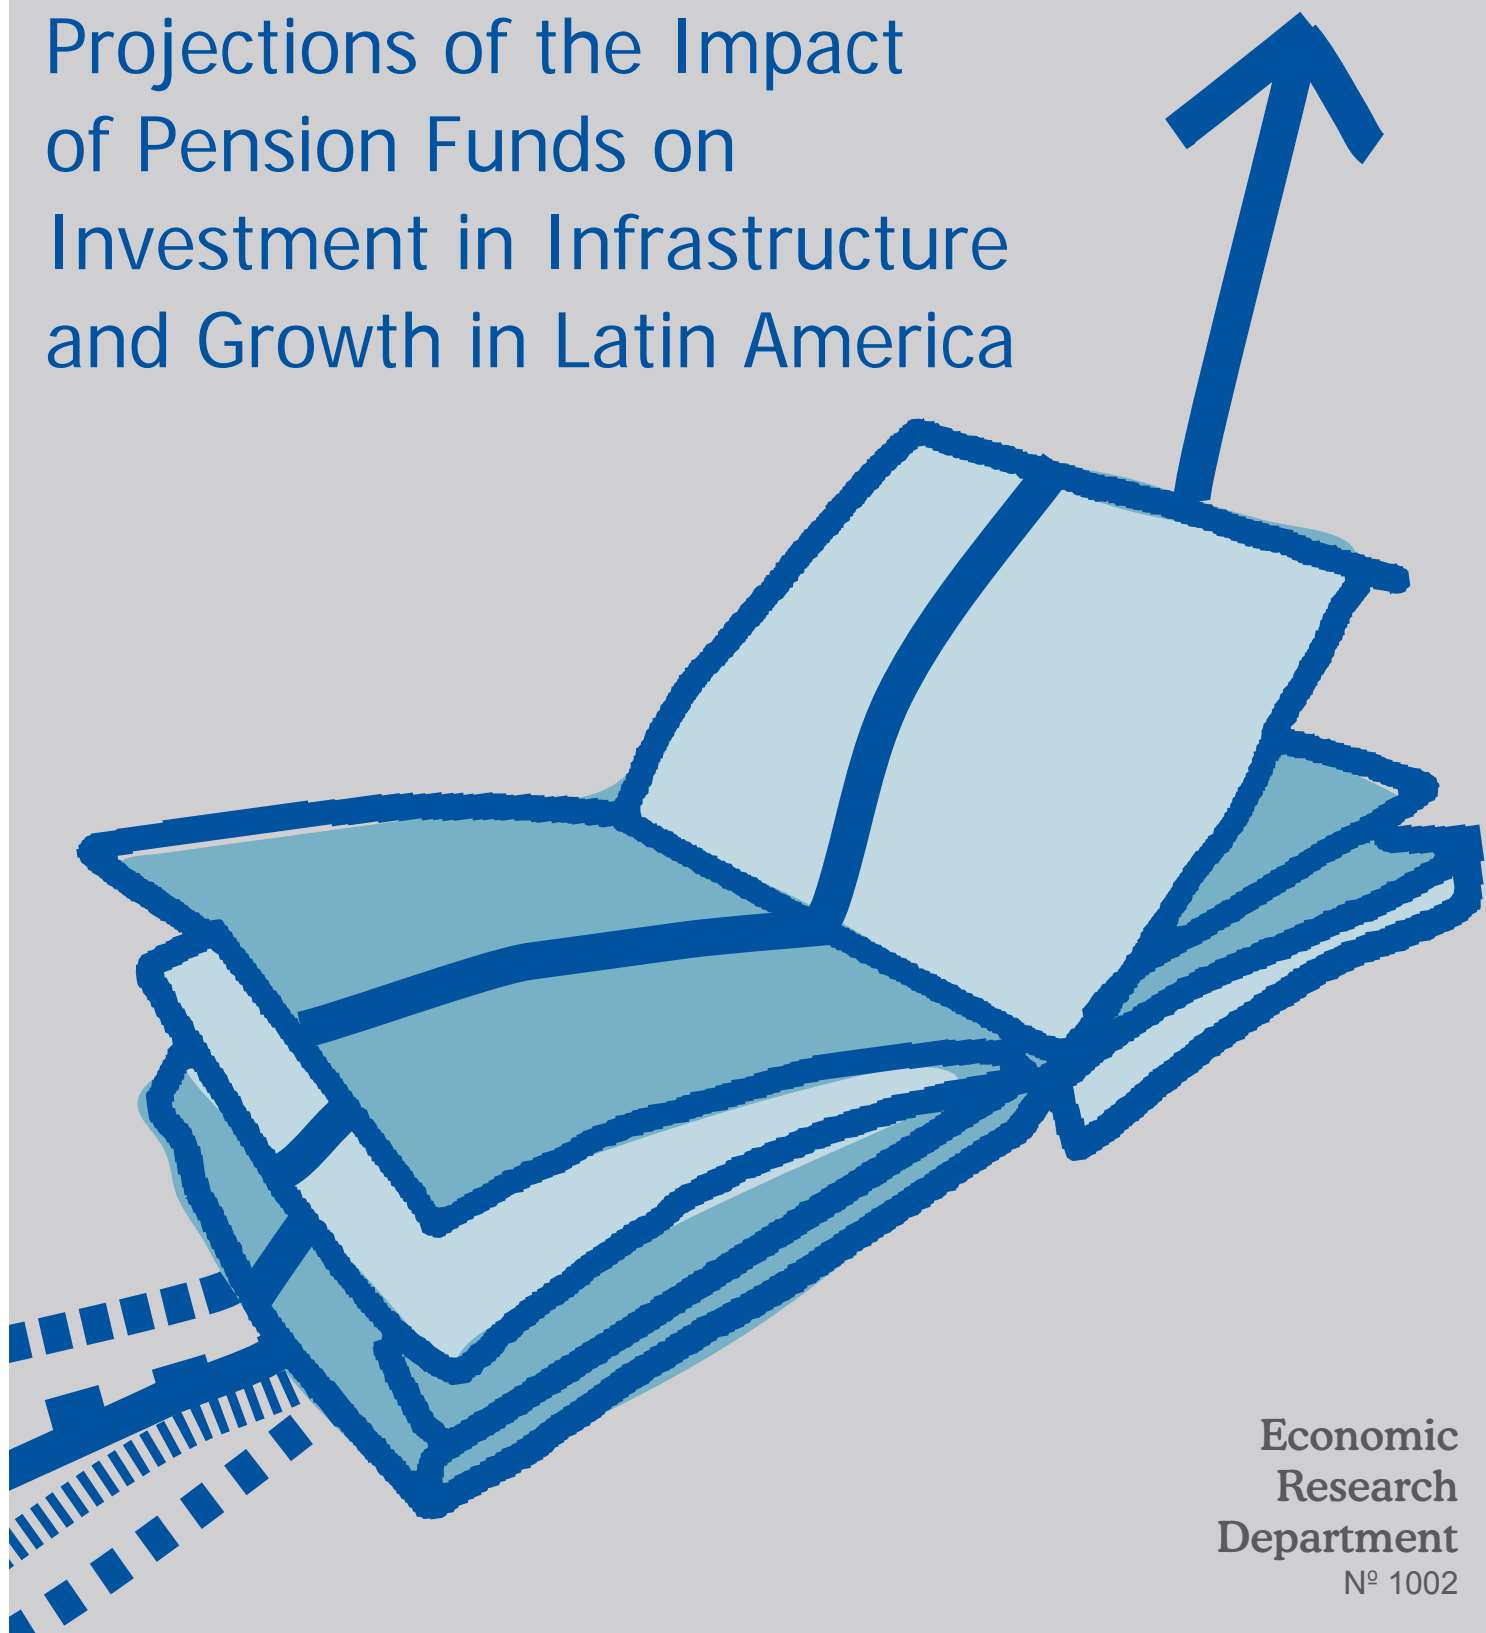 Projections of the Impact
of Pension Funds on
Investment in Infrastructure
and Growth in Latin America
Economic
Research
Department
Nº 1002